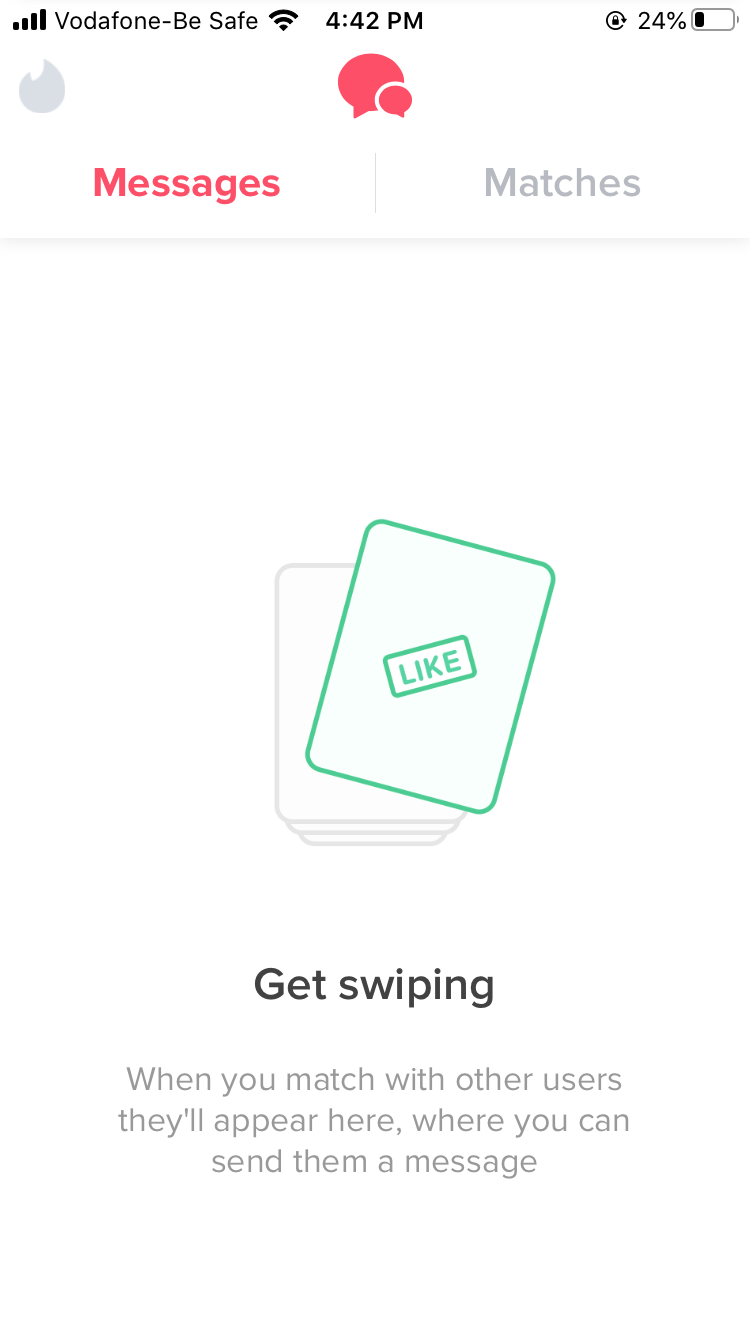 Vodafone-Be Safe 4:42 PM 24%
Messages Matches
LIKE
Get swiping
When you match with other users
they'll appear here, where you can
send them a message